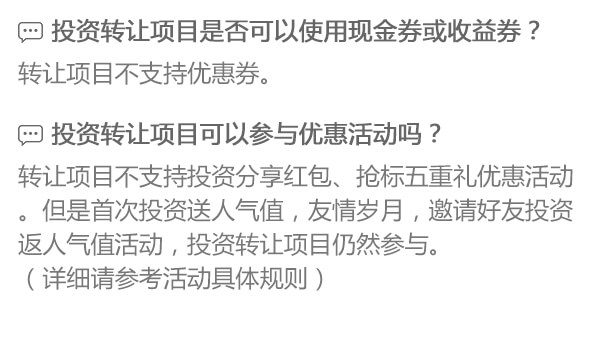 投资转让项目是否可以使用现金券或收益券？
转让项目不支持优惠券。
投资转让项目可以参与优惠活动吗？
转让项目不支持投资分享红包、抢标五重礼优惠活动
。但是首次投资送人气值，友情岁月，邀请好友投资
返人气值活动，投资转让项目仍然参与。
（详细请参考活动具体规则）